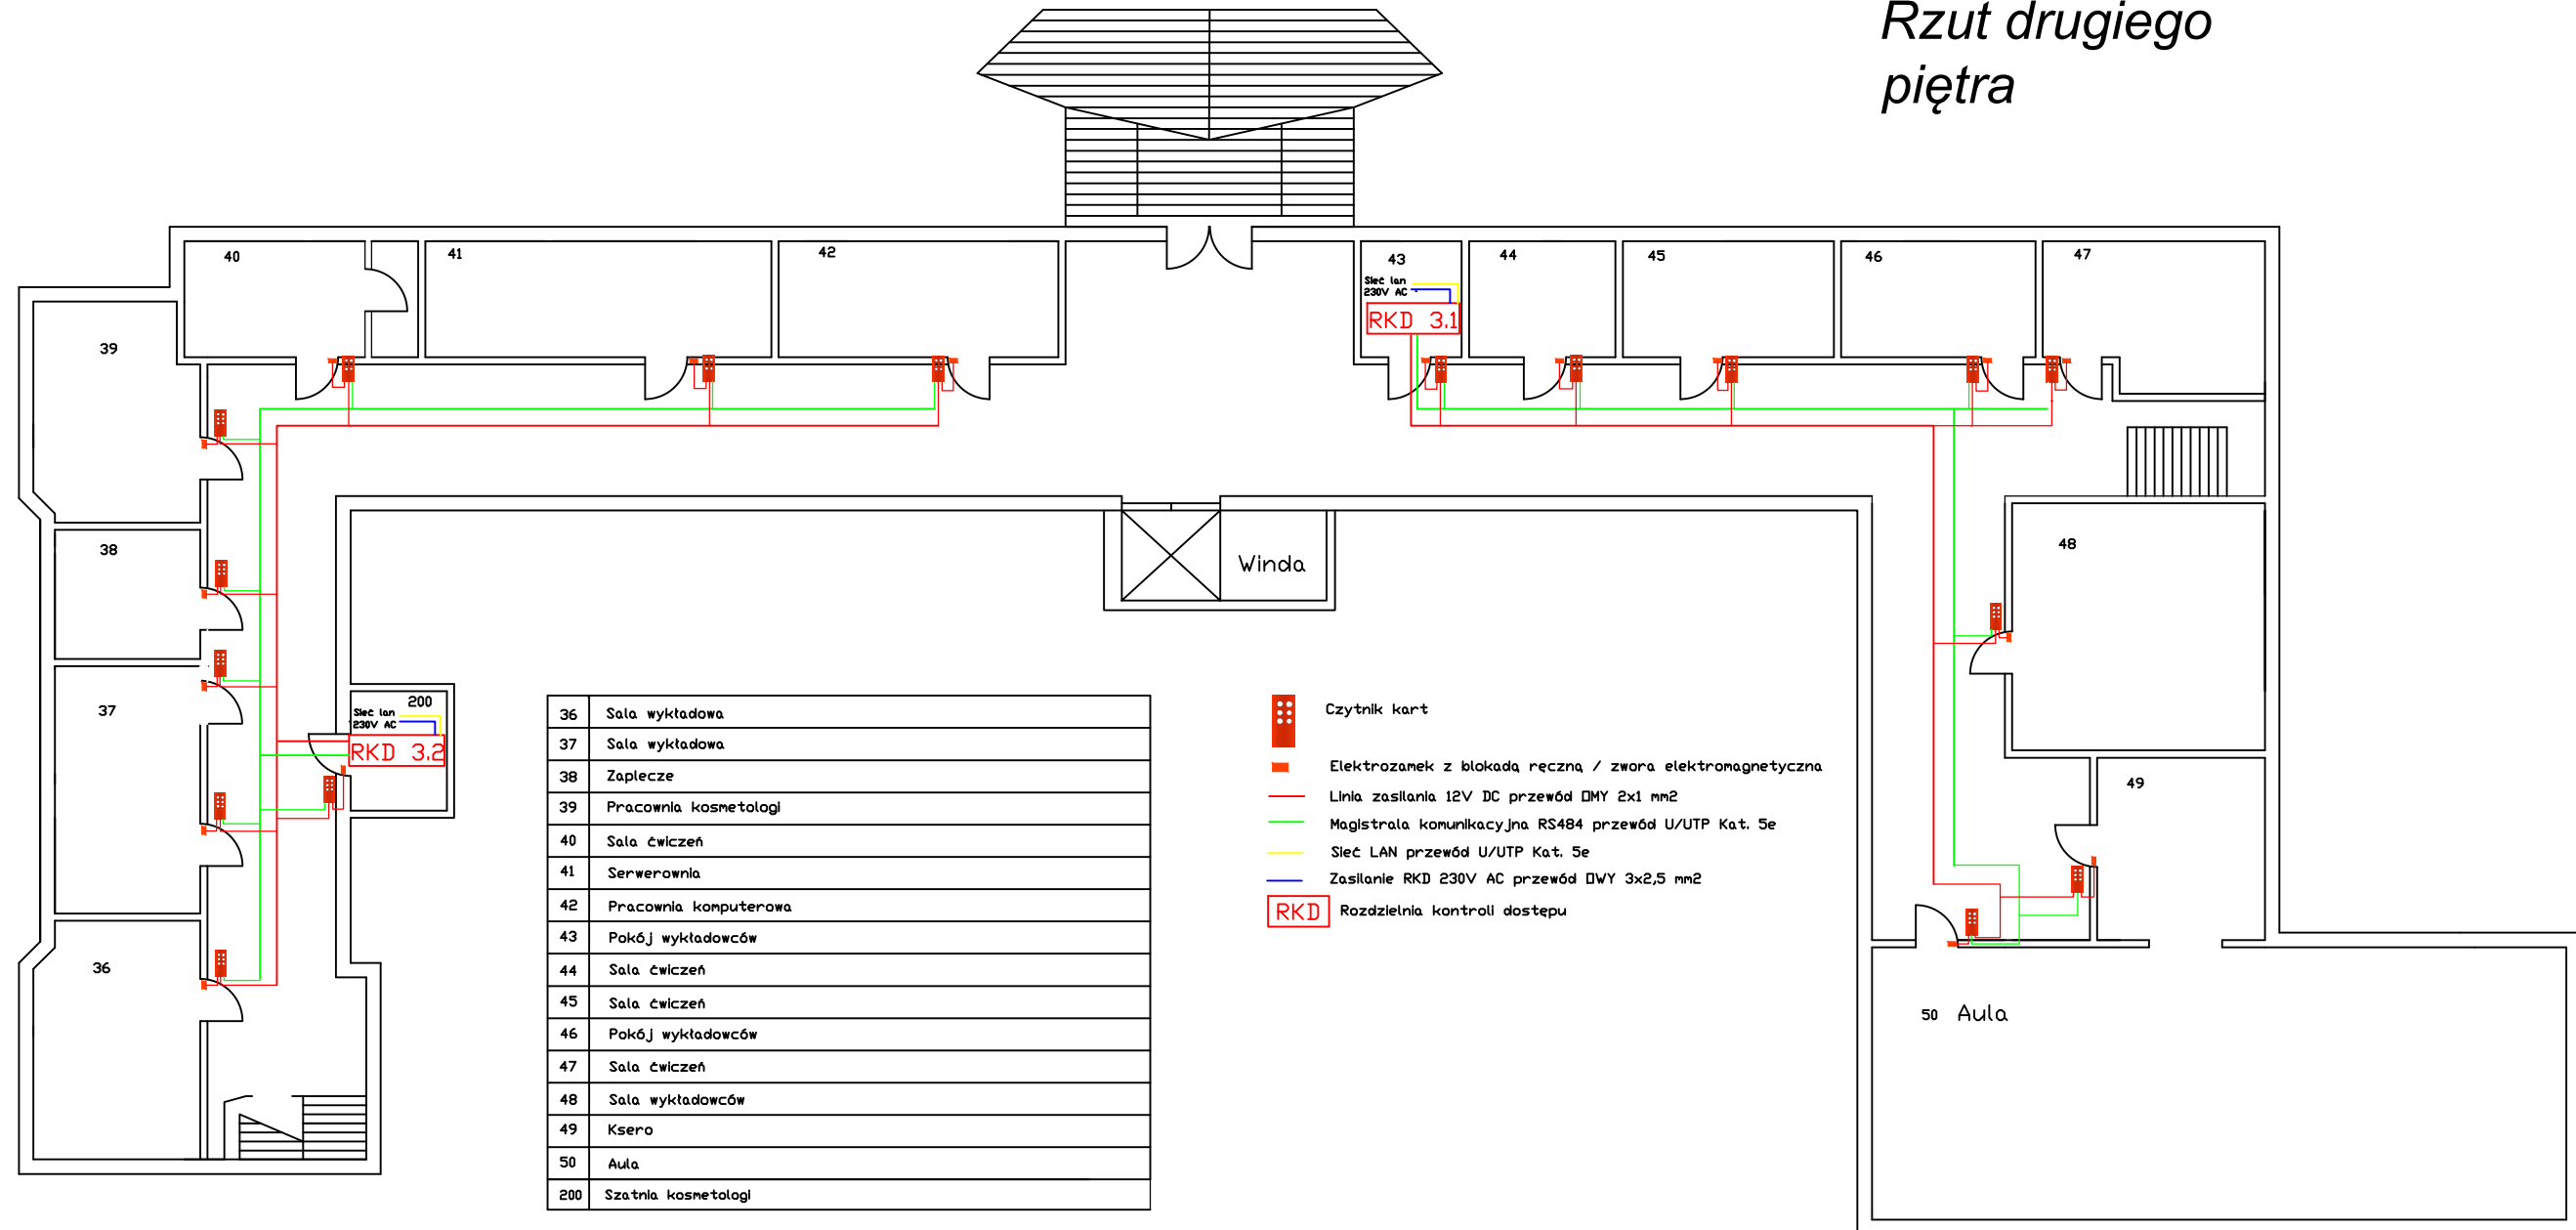 Rzut drugiego
piętra
40
41
42
43
44
45
46
47
Sieć lan
230V AC
RKD 3.1
39
38
37
36
200
Sieć lan
230V AC
RKD 3.2
Winda
48
49
50 Aula
36 Sala wykładowa
37 Sala wykładowa
38 Zaplecze
39 Pracownia kosmetologi
40 Sala ćwiczeń
41 Serwerownia
42 Pracownia komputerowa
43 Pokój wykładowców
44 Sala ćwiczeń
45 Sala ćwiczeń
46 Pokój wykładowców
47 Sala ćwiczeń
48 Sala wykładowców
49 Ksero
50 Aula
200 Szatnia kosmetologi
Czytnik kart
Elektrozamek z blokadą ręczną / zwora elektromagnetyczna
Linia zasilania 12V DC przewód □MY 2x1 mm2
Magistrala komunikacyjna RS484 przewód U/UTP Kat. 5e
Sieć LAN przewód U/UTP Kat. 5e
Zasilanie RKD 230V AC przewód □WY 3x2,5 mm2
RKD Rozdzielnia kontroli dostępu